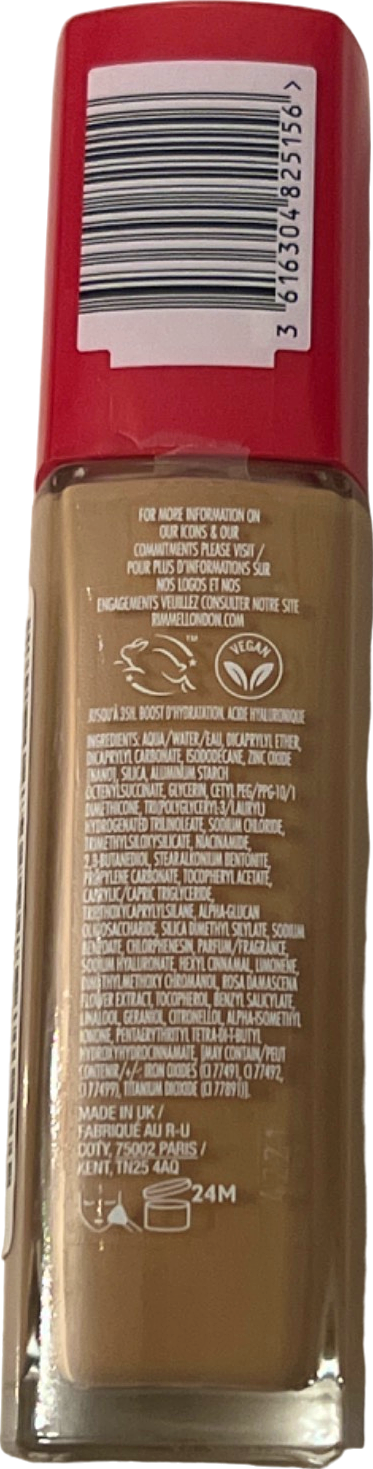 3 616304 825156 >
FOR MORE INFORMATION ON
OUR ICONS & OUR
COMMITMENTS PLEASE VISIT /
POUR PLUS D'INFORMATIONS SUR
NOS LOGOS ET NOS
ENGAGEMENTS VEUILLEZ CONSULTER NOTRE SITE
RIMMELLONDON.COM
TM
VEGAN
JUSQU'À 35H. BOOST D'HYDRATATION. ACIDE HYALURONIQUE
INGREDIENTS: AQUA/WATER/EAU, DICAPRYLYL ETHER,
DICAPRYLYL CARBONATE, ISODODECANE, ZINC OXIDE
(NANO), SILICA, ALUMINUM STARCH
OCTENYLSUCCINATE, GLYCERIN, CETYL PEG/PPG-10/1
DIMETHICONE, TRI(POLYGLYCERYL-3/LAURYL)
HYDROGENATED TRILINOLEATE, SODIUM CHLORIDE,
TRIMETHYLSILOXYSILICATE, NIACINAMIDE,
2,3-BUTANEDIOL, STEARALKONIUM BENTONITE,
PROPYLENE CARBONATE, TOCOPHERYL ACETATE,
CAPRYLIC/CAPRIC TRIGLYCERIDE,
TRIETHOXYCAPRYLYLSILANE, ALPHA-GLUCAN
OLIGOSACCHARIDE, SILICA DIMETHYL SILYLATE, SODIUM
BENZOATE, CHLORPHENESIN, PARFUM/FRAGRANCE,
SODIUM HYALURONATE, HEXYL CINNAMAL, LIMONENE,
DIMETHYLMETHOXY CHROMANOL, ROSA DAMASCENA
FLOWER EXTRACT, TOCOPHEROL, BENZYL SALICYLATE,
LINALOOL, GERANIOL, CITRONELLOL, ALPHA-ISOMETHYL
IONONE, PENTAERYTHRITYL TETRA-DI-T-BUTYL
HYDROXYHYDROCINNAMATE, [MAY CONTAIN/PEUT
CONTENIR/+/-: IRON OXIDES (CI 77491, CI 77492,
CI 77499), TITANIUM DIOXIDE (CI 77891)].
MADE IN UK /
FABRIQUÉ AU R-U
COTY, 75002 PARIS /
KENT, TN25 4AQ
24M